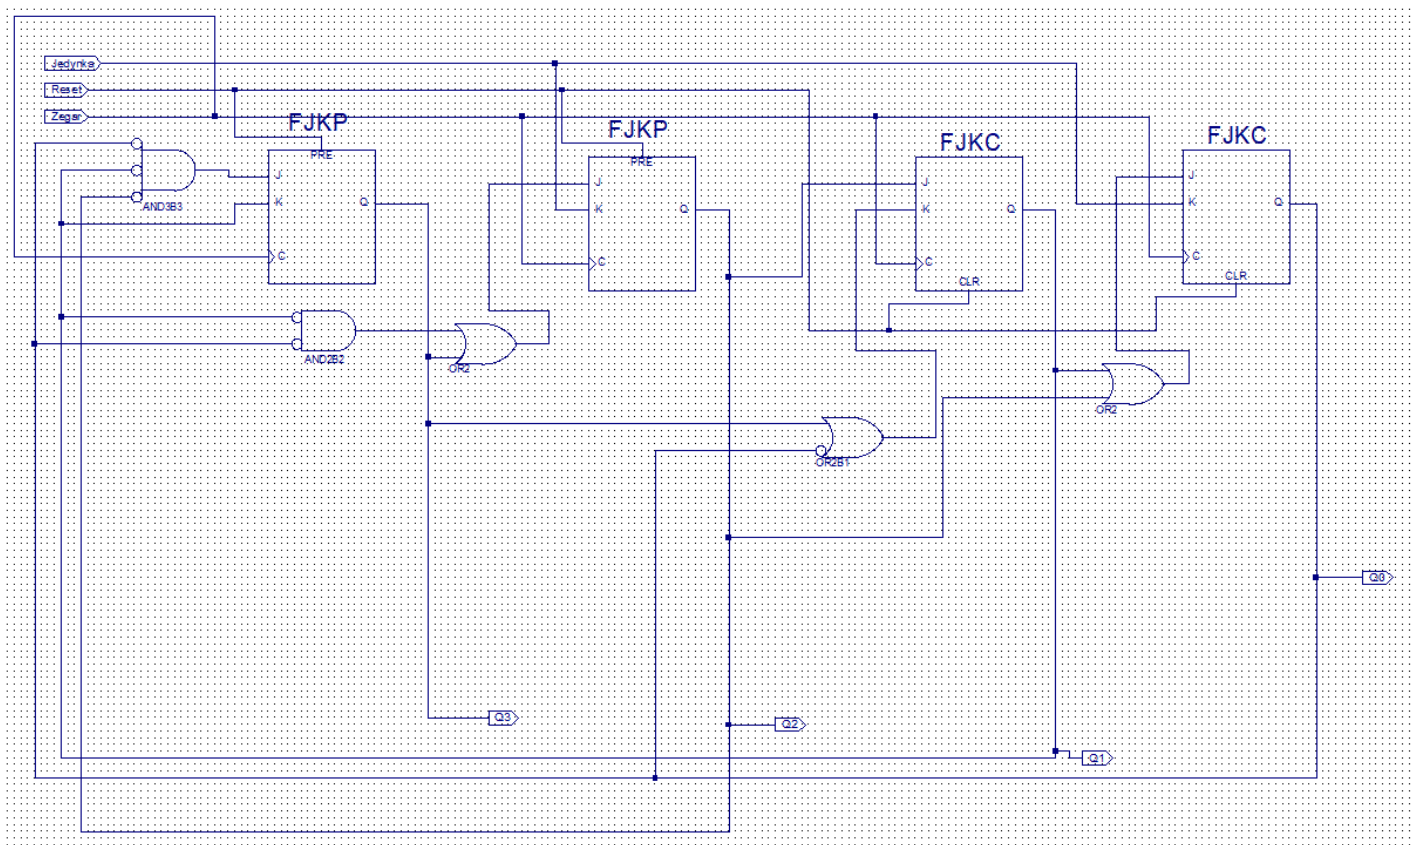 Jedynka
Reset
Zegar
FJKP
FJKP
FJKC
FJKC
PRE
J
K
Q
C
AND3B3
PRE
J
K
Q
C
J
K
Q
C
CLR
J
K
Q
C
CLR
AND2B2
OR2
OR2
OR2B1
Q0
Q3
Q2
Q1